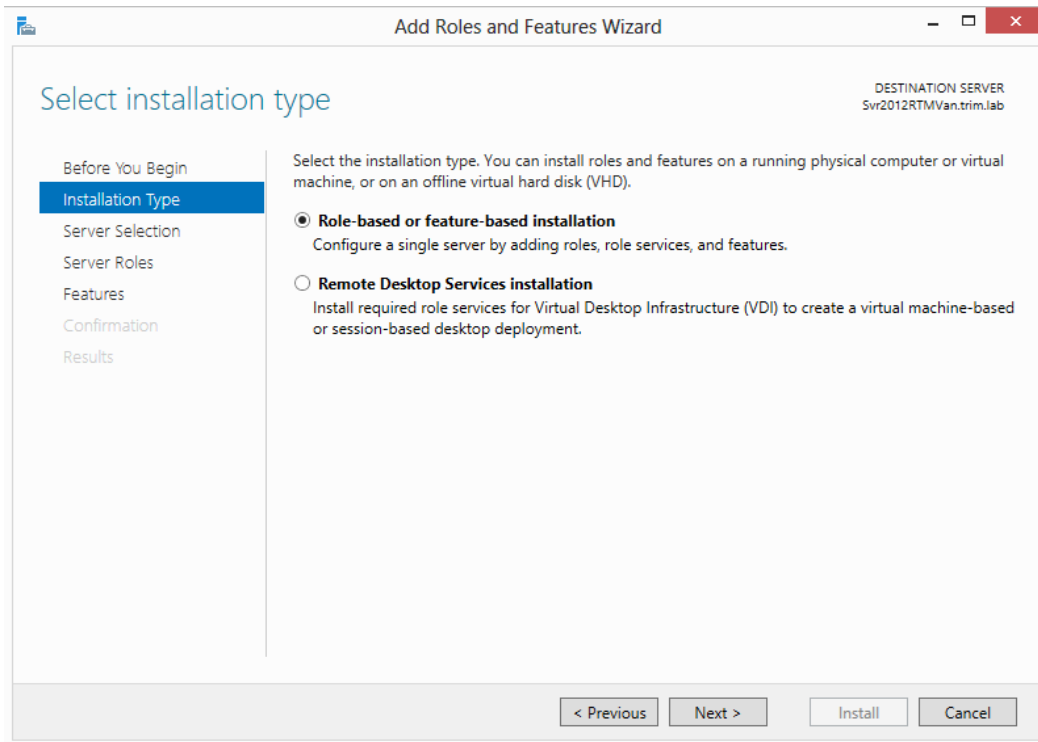 Add Roles and Features Wizard
Select installation type
DESTINATION SERVER
Svr2012RTMVan.trim.lab
Before You Begin
Installation Type
Server Selection
Server Roles
Features
Confirmation
Results
Select the installation type. You can install roles and features on a running physical computer or virtual
machine, or on an offline virtual hard disk (VHD).
Role-based or feature-based installation
Configure a single server by adding roles, role services, and features.
Remote Desktop Services installation
Install required role services for Virtual Desktop Infrastructure (VDI) to create a virtual machine-based
or session-based desktop deployment.
< Previous
Next >
Install
Cancel